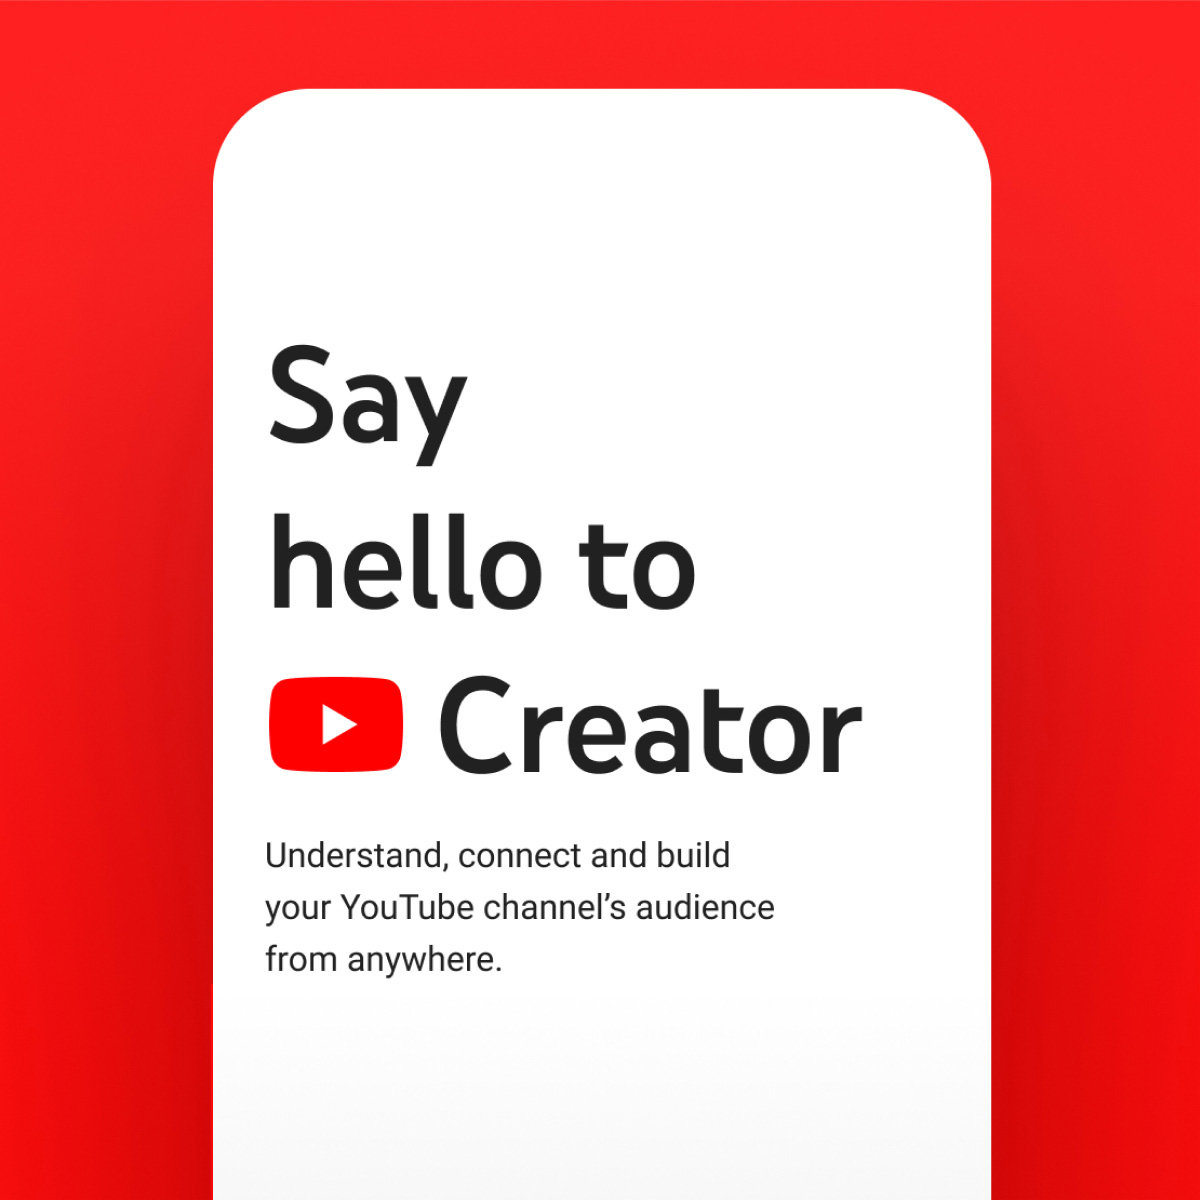 Say
hello to
Creator
Understand, connect and build
your YouTube channel’s audience
from anywhere.